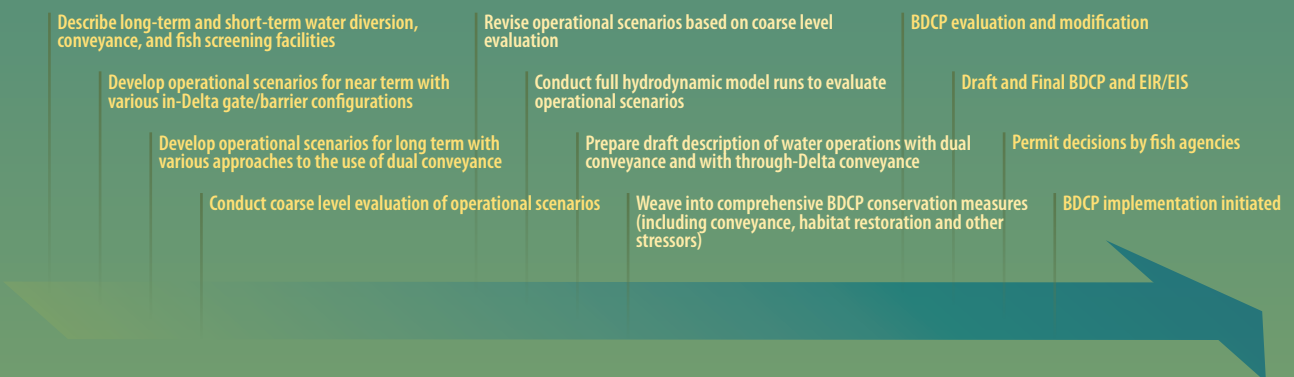 Describe long-term and short-term water diversion,
conveyance, and fish screening facilities
Develop operational scenarios for near term with
various in-Delta gate/barrier configurations
Develop operational scenarios for long term with
various approaches to the use of dual conveyance
Conduct coarse level evaluation of operational scenarios
Revise operational scenarios based on coarse level
evaluation
Conduct full hydrodynamic model runs to evaluate
operational scenarios
Prepare draft description of water operations with dual
conveyance and with through-Delta conveyance
Weave into comprehensive BDCP conservation measures
(including conveyance, habitat restoration and other
stressors)
BDCP evaluation and modification
Draft and Final BDCP and EIR/EIS
Permit decisions by fish agencies
BDCP implementation initiated